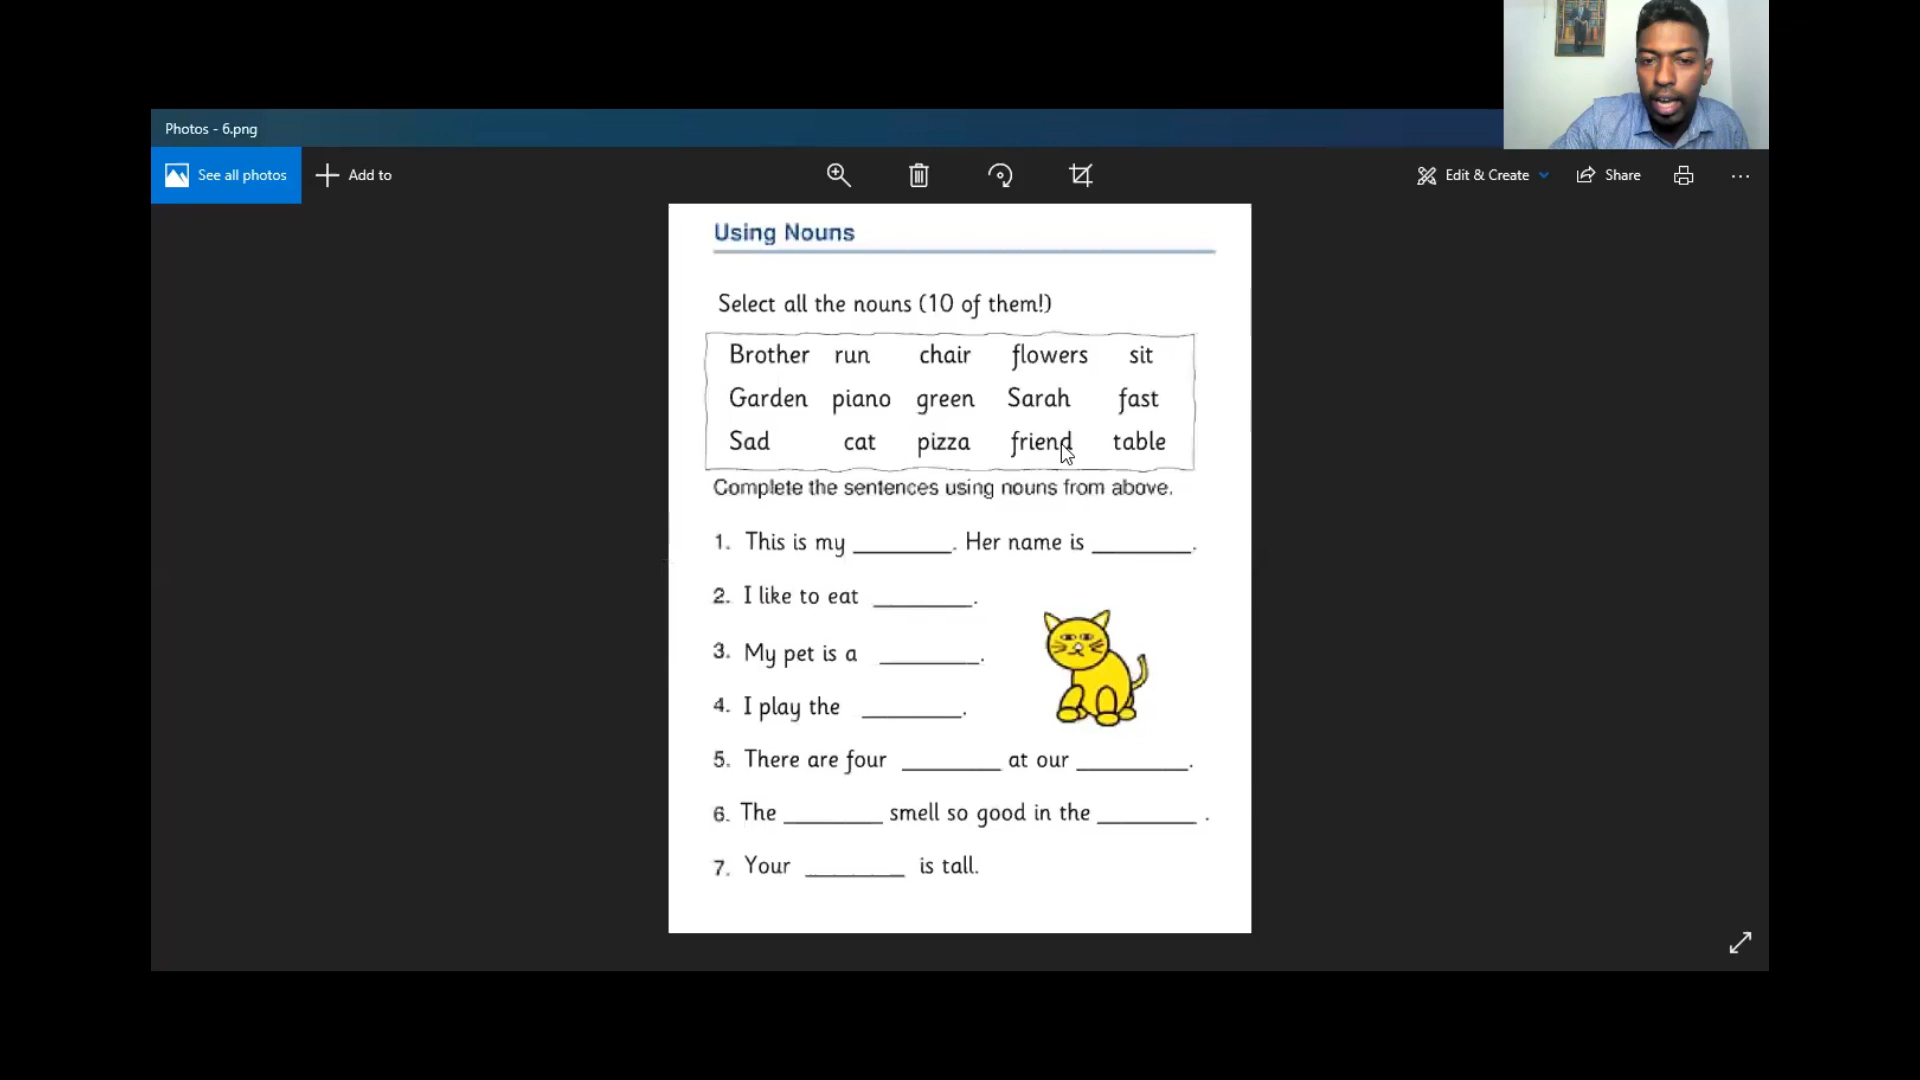 Photos - 6.png
See all photos
Add to
Edit & Create
Share
Using Nouns
Select all the nouns (10 of them!)
Brother run chair flowers sit
Garden piano green Sarah fast
Sad cat pizza friend table
Complete the sentences using nouns from above.
1. This is my ________. Her name is ________.
2. I like to eat ________.
3. My pet is a ________.
4. I play the ________.
5. There are four ________ at our _________.
6. The ________ smell so good in the ________ .
7. Your ________ is tall.